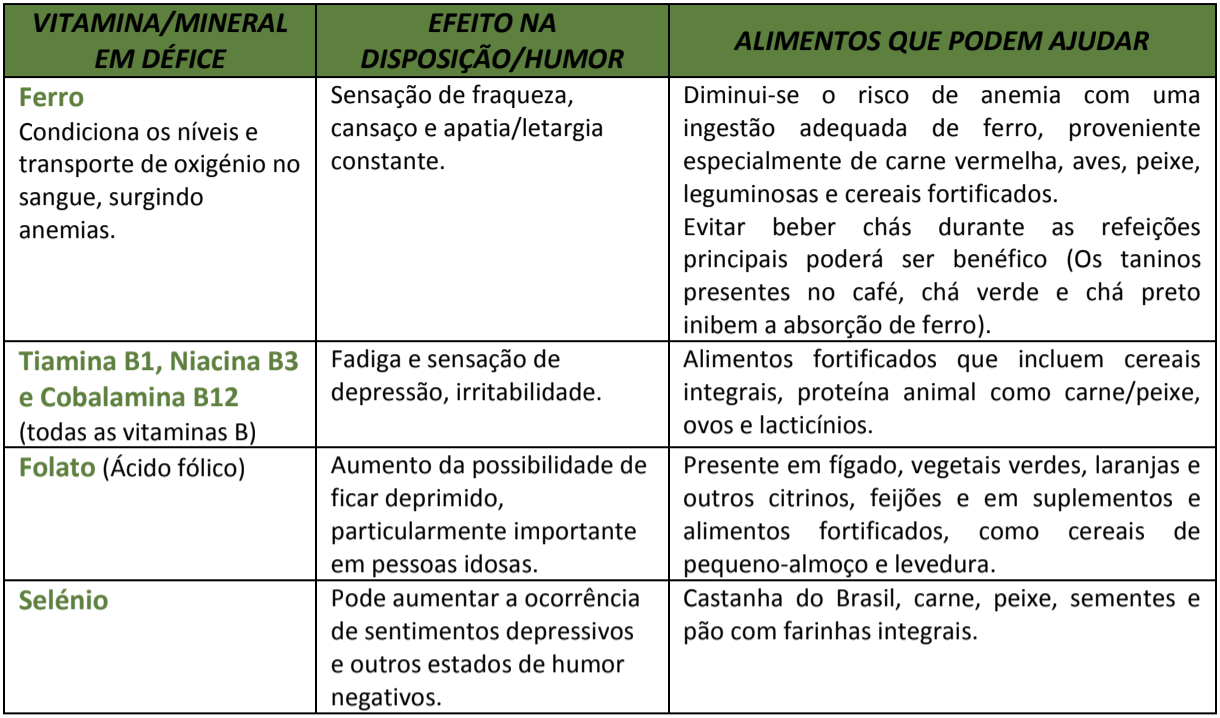 VITAMINA/MINERAL
EM DÉFICE
EFEITO NA
DISPOSIÇÃO/HUMOR
ALIMENTOS QUE PODEM AJUDAR
Ferro
Condiciona os níveis e
transporte de oxigénio no
sangue, surgindo
anemias.
Sensação de fraqueza,
cansaço e apatia/letargia
constante.
Diminui-se o risco de anemia com uma
ingestão adequada de ferro, proveniente
especialmente de carne vermelha, aves, peixe,
leguminosas e cereais fortificados.
Evitar beber chás durante as refeições
principais poderá ser benéfico (Os taninos
presentes no café, chá verde e chá preto
inibem a absorção de ferro).
Tiamina B1, Niacina B3
e Cobalamina B12
(todas as vitaminas B)
Fadiga e sensação de
depressão, irritabilidade.
Alimentos fortificados que incluem cereais
integrais, proteína animal como carne/peixe,
ovos e lacticínios.
Folato (Ácido fólico)
Aumento da possibilidade de
ficar deprimido,
particularmente importante
em pessoas idosas.
Presente em fígado, vegetais verdes, laranjas e
outros citrinos, feijões e em suplementos e
alimentos fortificados, como cereais de
pequeno-almoço e levedura.
Selénio
Pode aumentar a ocorrência
de sentimentos depressivos
e outros estados de humor
negativos.
Castanha do Brasil, carne, peixe, sementes e
pão com farinhas integrais.